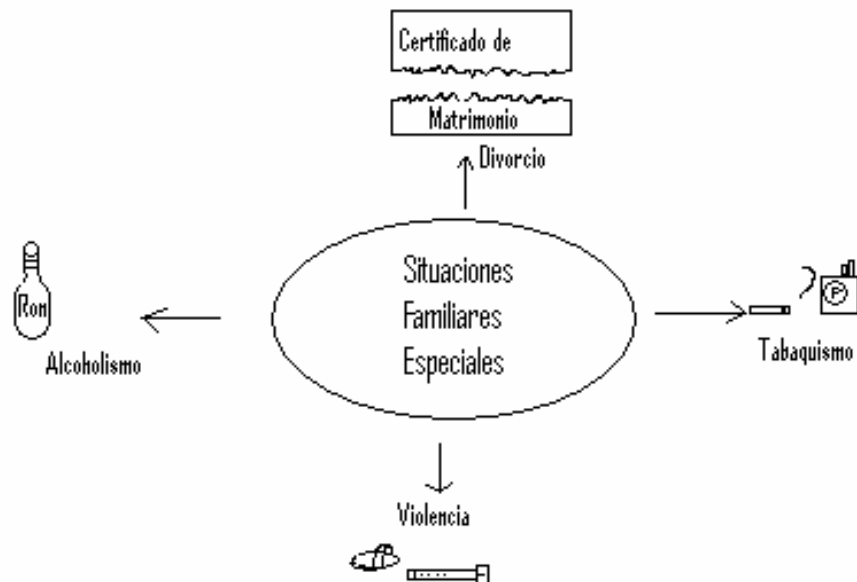 Certificado de
Matrimonio
Divorcio
Situaciones
Familiares
Especiales
Ron
Alcoholismo
P
Tabaquismo
Violencia